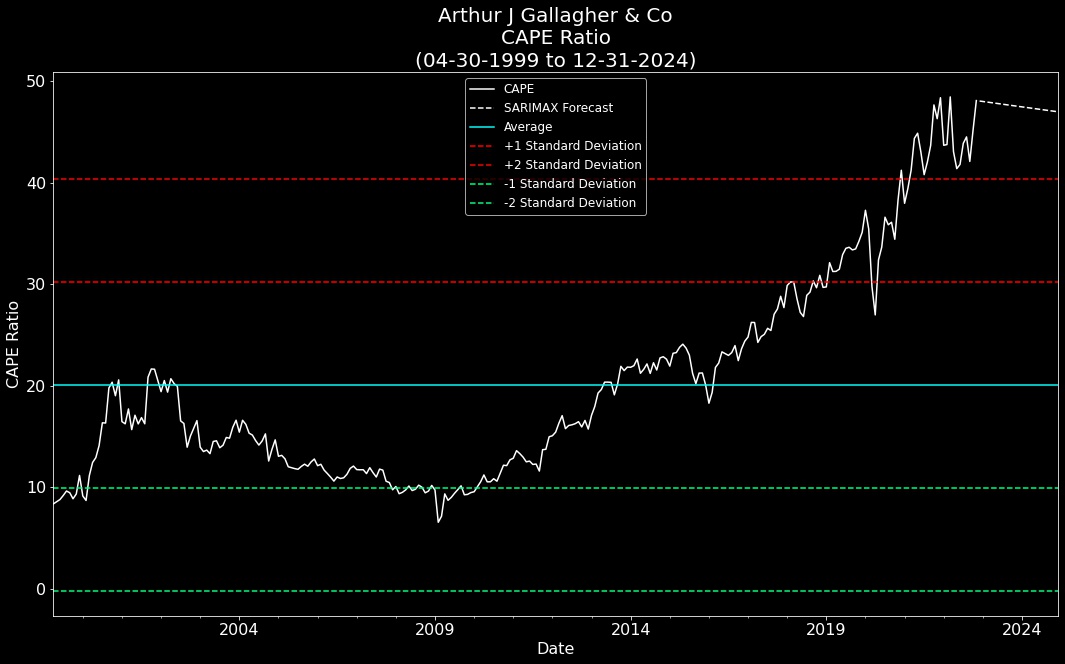 Arthur J Gallagher & Co
CAPE Ratio
(04-30-1999 to 12-31-2024)
CAPE
SARIMAX Forecast
Average
+1 Standard Deviation
+2 Standard Deviation
-1 Standard Deviation
-2 Standard Deviation
50
40
30
20
10
0
CAPE Ratio
2004
2009
2014
2019
2024
Date